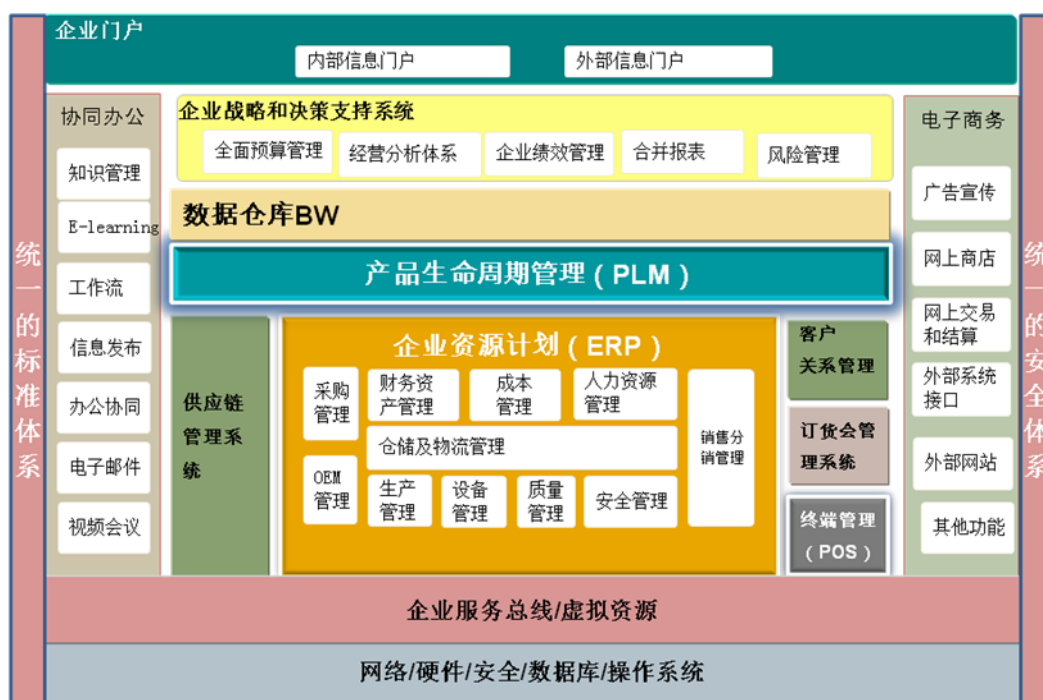 企业门户
内部信息门户
外部信息门户
统一的标准体系
协同办公
知识管理
E-learning
工作流
信息发布
办公协同
电子邮件
视频会议
企业战略和决策支持系统
全面预算管理
经营分析体系
企业绩效管理
合并报表
风险管理
数据仓库BW
产品生命周期管理(PLM)
供应链
管理系
统
企业资源计划(ERP)
采购
管理
财务资
产管理
成本
管理
人力资源
管理
仓储及物流管理
OEM
管理
生产
管理
设备
管理
质量
管理
安全管理
销售分
销管理
客户
关系管理
订货会管
理系统
终端管理
(POS)
电子商务
广告宣传
网上商店
网上交易
和结算
外部系统
接口
外部网站
其他功能
统一的安全体系
企业服务总线/虚拟资源
网络/硬件/安全/数据库/操作系统